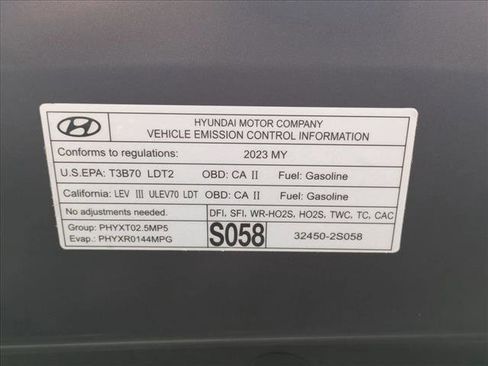 HYUNDAI MOTOR COMPANY
VEHICLE EMISSION CONTROL INFORMATION
Conforms to regulations: 2023 MY
U.S.EPA: T3B70 LDT2 OBD: CA II Fuel: Gasoline
California: LEV III ULEV70 LDT OBD: CA II Fuel: Gasoline
No adjustments needed. DFI, SFI, WR-HO2S, HO2S, TWC, TC, CAC
Group: PHYXT02.5MP5
Evap.: PHYXR0144MPG
S058
32450-2S058